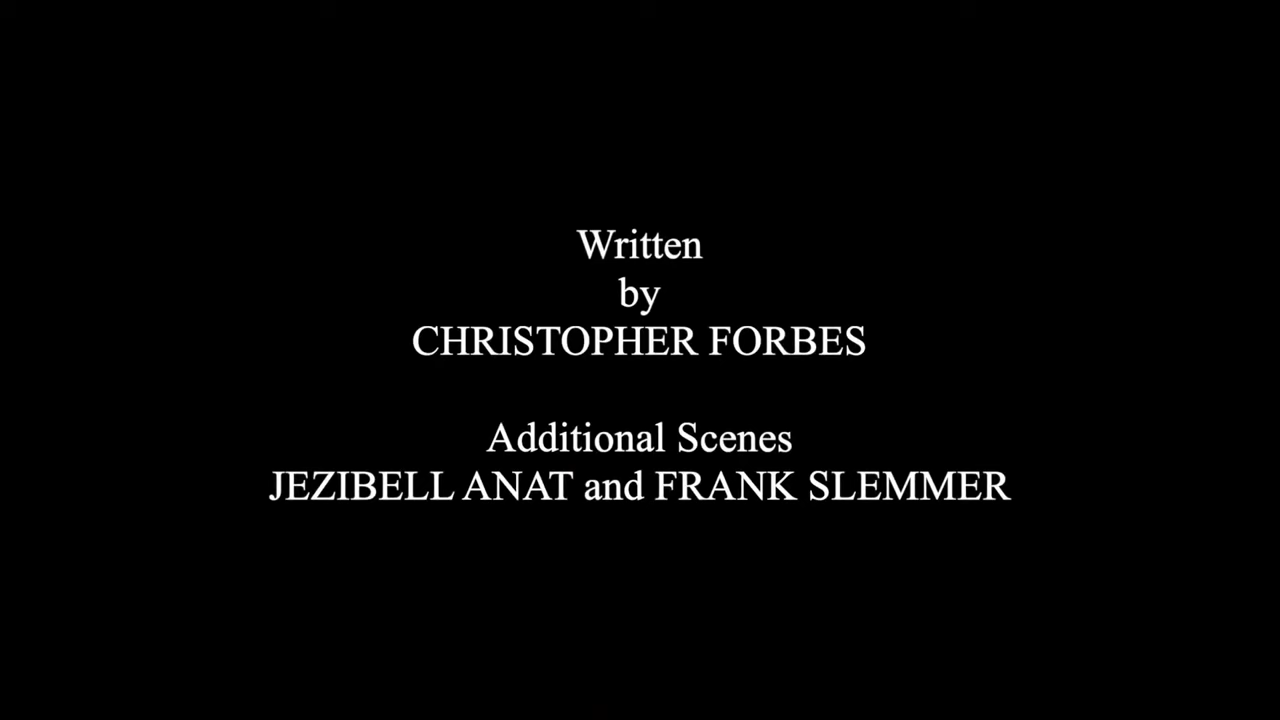 Written
by
CHRISTOPHER FORBES
Additional Scenes
JEZIBELL ANAT and FRANK SLEMMER